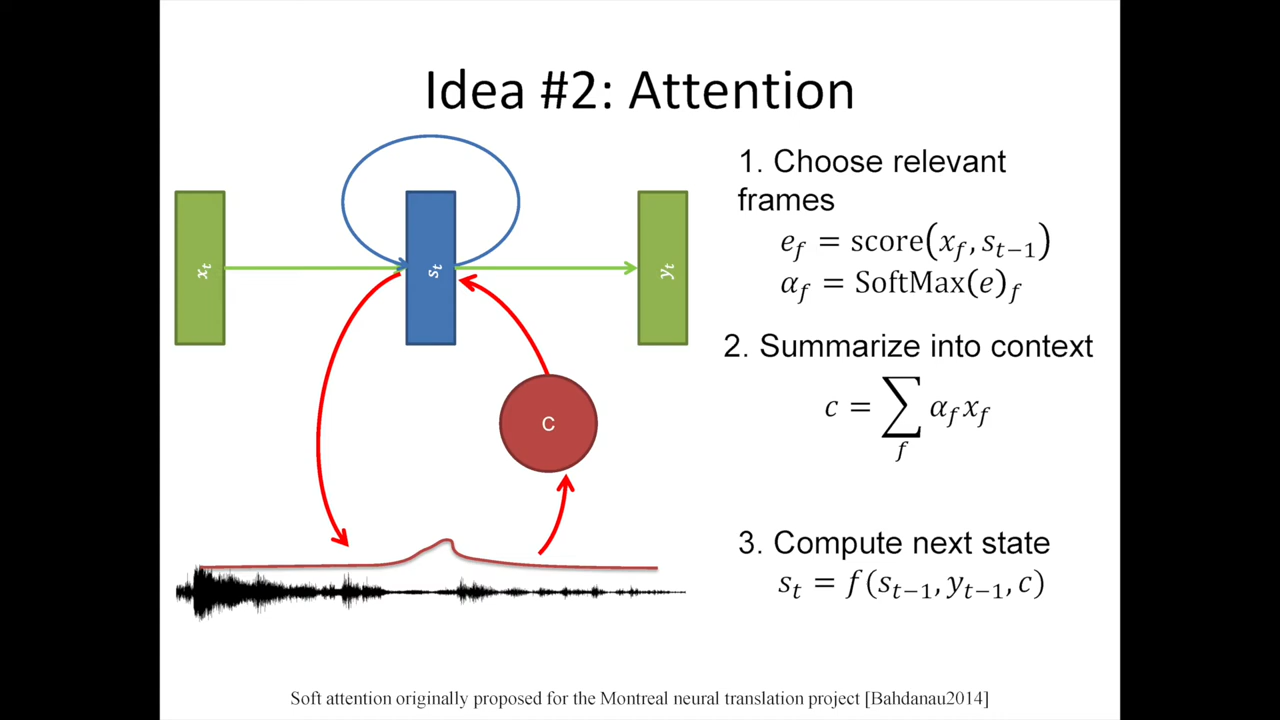 Idea #2: Attention
x_t
s_t
y_t
C
1. Choose relevant
frames
e_f = score(x_f, s_{t−1})
α_f = SoftMax(e)_f
2. Summarize into context
c = ∑_f α_f x_f
3. Compute next state
s_t = f(s_{t−1}, y_{t−1}, c)
Soft attention originally proposed for the Montreal neural translation project [Bahdanau2014]